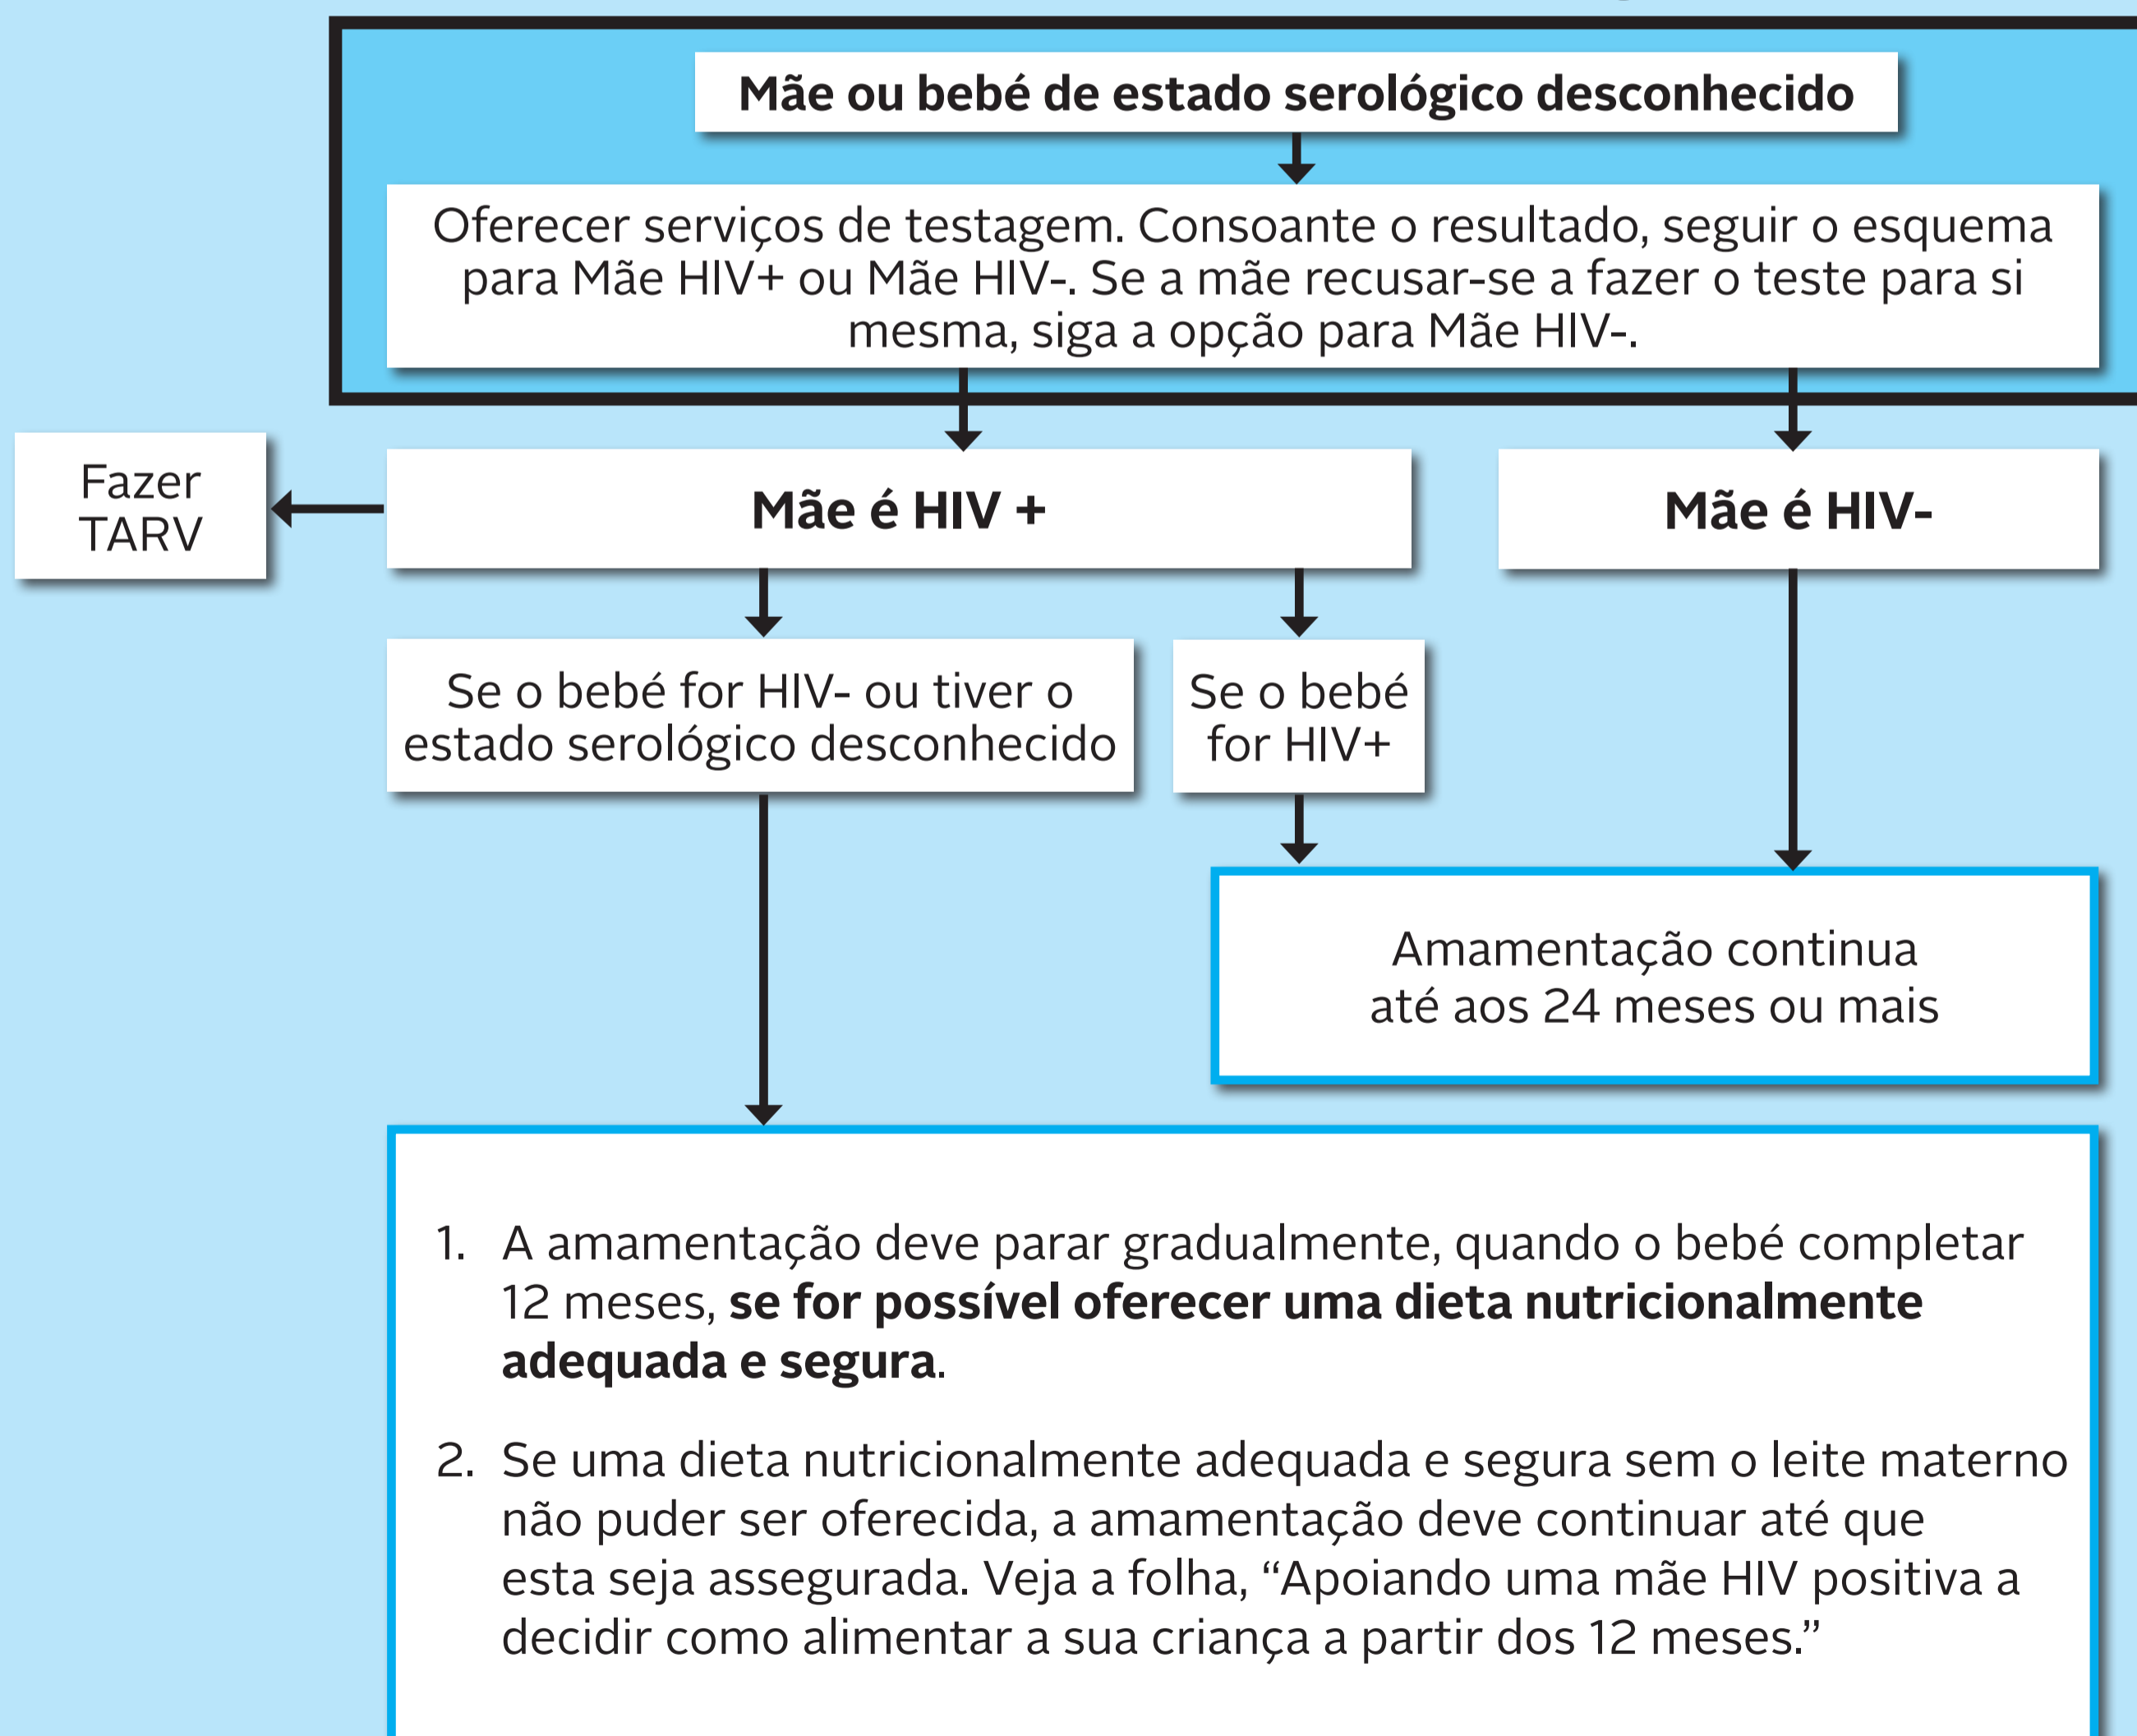 Mãe ou bebé de estado serológico desconhecido
Oferecer serviços de testagem. Consoante o resultado, seguir o esquema
para Mãe HIV+ ou Mãe HIV-. Se a mãe recusar-se a fazer o teste para si
mesma, siga a opção para Mãe HIV-.
Fazer
TARV
Mãe é HIV +
Mãe é HIV-
Se o bebé for HIV- ou tiver o
estado serológico desconhecido
Se o bebé
for HIV+
Amamentação continua
até aos 24 meses ou mais
1. A amamentação deve parar gradualmente, quando o bebé completar
12 meses, se for possível oferecer uma dieta nutricionalmente
adequada e segura.
2. Se uma dieta nutricionalmente adequada e segura sem o leite materno
não puder ser oferecida, a amamentação deve continuar até que
esta seja assegurada. Veja a folha, “Apoiando uma mãe HIV positiva a
decidir como alimentar a sua criança a partir dos 12 meses.”